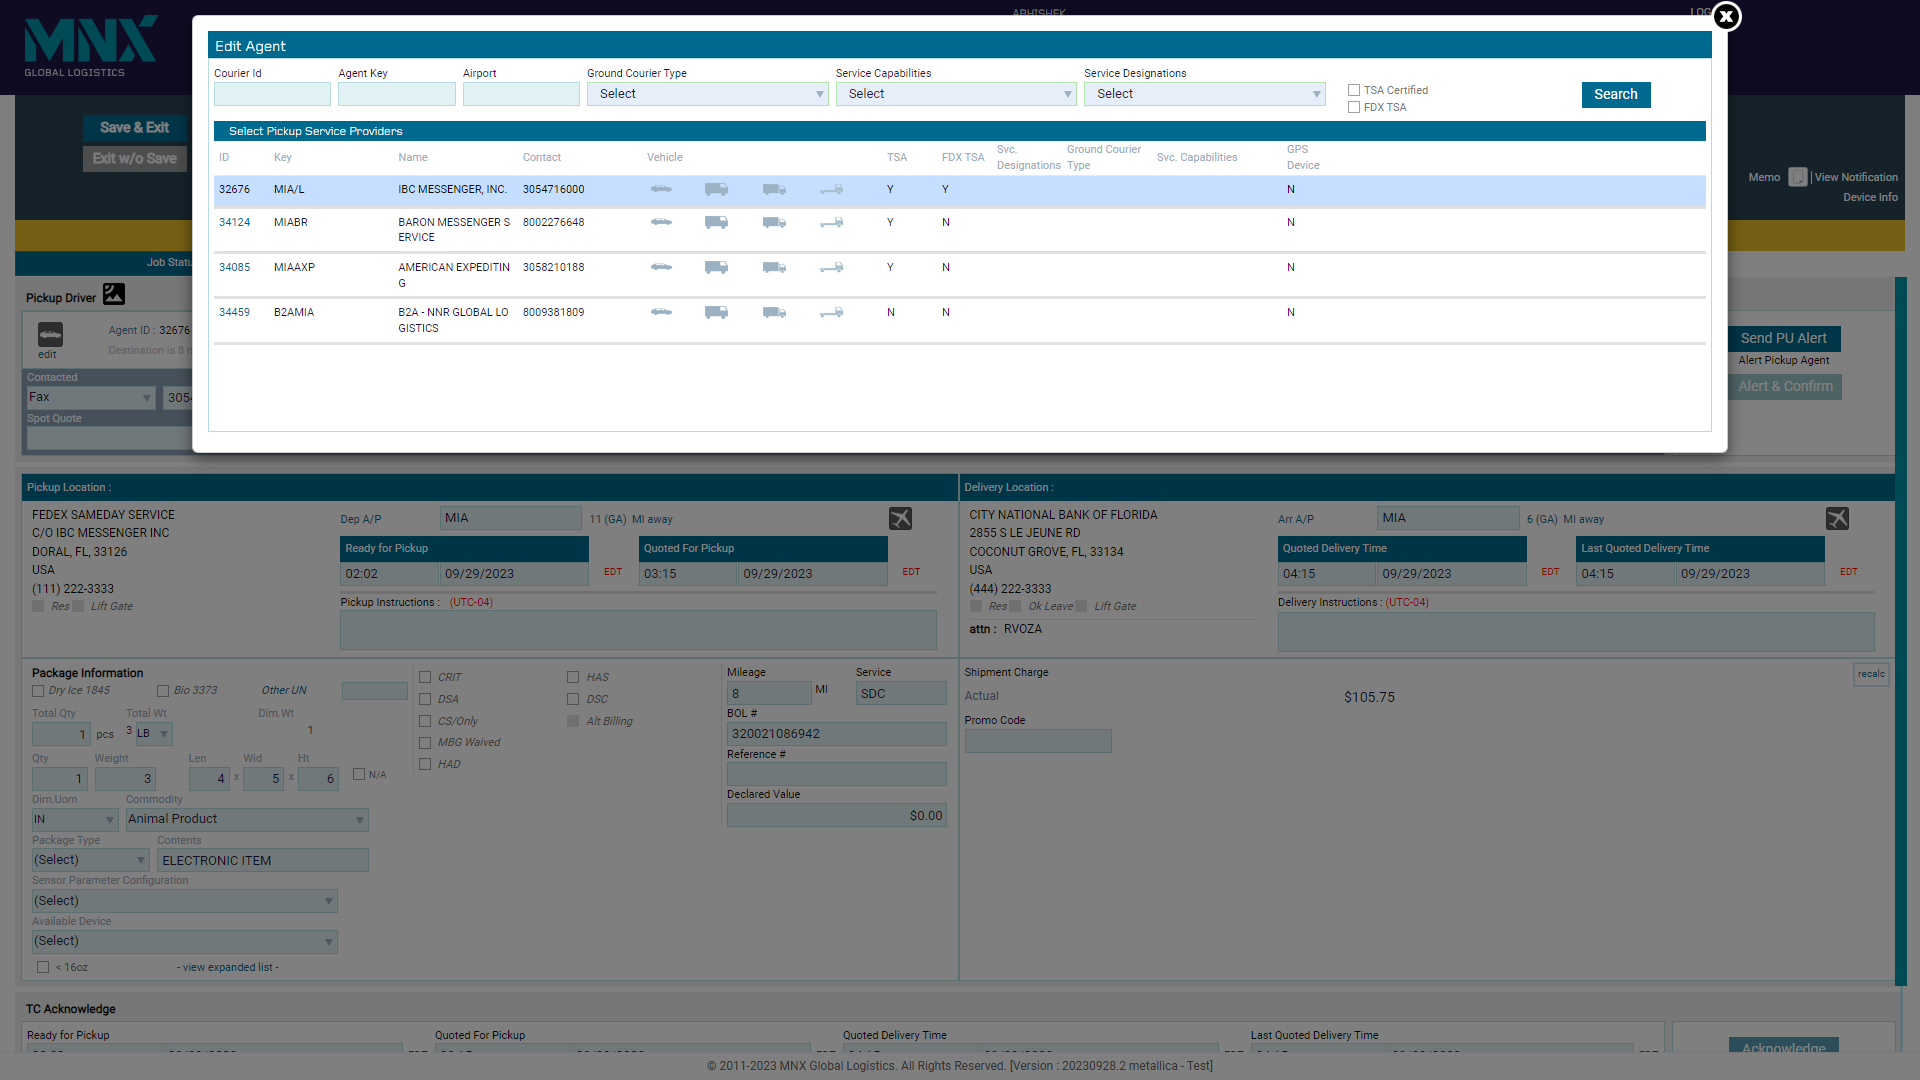 ABHISHEK
MNX
GLOBAL LOGISTICS
Edit Agent
Courier Id
Agent Key
Airport
Ground Courier Type
Service Capabilities
Service Designations
Select
Select
Select
TSA Certified
FDX TSA
Search
Select Pickup Service Providers
ID Key Name Contact Vehicle TSA FDX TSA Svc. Designations Ground Courier Type Svc. Capabilities GPS Device
32676 MIA/L IBC MESSENGER, INC. 3054716000 Y Y N
34124 MIABR BARON MESSENGER S 8002276648 Y N N
ERVICE
34085 MIAAXP AMERICAN EXPEDITIN 3058210188 Y N N
G
34459 B2AMIA B2A - NNR GLOBAL LO 8009381809 N N N
GISTICS
Save & Exit
Exit w/o Save
Memo | View Notification
Device Info
Pickup Driver
Agent ID : 32676
edit
Destination is 8
Contacted
Fax
Spot Quote
Send PU Alert
Alert Pickup Agent
Alert & Confirm
Pickup Location :
FEDEX SAMEDAY SERVICE
C/O IBC MESSENGER INC
DORAL, FL, 33126
USA
(111) 222-3333
Res Lift Gate
Dep A/P MIA 11 (GA) MI away
Ready for Pickup
02:02 09/29/2023 EDT
Quoted For Pickup
03:15 09/29/2023 EDT
Pickup Instructions : (UTC-04)
Delivery Location :
CITY NATIONAL BANK OF FLORIDA
2855 S LE JEUNE RD
COCONUT GROVE, FL, 33134
USA
(444) 222-3333
Res Ok Leave Lift Gate
attn : RVOZA
Arr A/P MIA 6 (GA) MI away
Quoted Delivery Time
04:15 09/29/2023 EDT
Last Quoted Delivery Time
04:15 09/29/2023 EDT
Delivery Instructions : (UTC-04)
Package Information
Dry Ice 1845 Bio 3373 Other UN
Total Qty Total Wt Dim.Wt
1 pcs 3 LB 1
Qty Weight Len Wid Ht
1 3 4 x 5 x 6 N/A
Dim.Uom Commodity
IN Animal Product
Package Type Contents
(Select) ELECTRONIC ITEM
Sensor Parameter Configuration
(Select)
Available Device
(Select)
< 16oz - view expanded list -
CRIT HAS
DSA DSC
CS/Only Alt Billing
MBG Waived
HAD
Mileage Service
8 MI SDC
BOL #
320021086942
Reference #
Declared Value
$0.00
Shipment Charge
recalc
Actual $105.75
Promo Code
TC Acknowledge
Ready for Pickup
Quoted For Pickup
Quoted Delivery Time
Last Quoted Delivery Time
Acknowledge
© 2011-2023 MNX Global Logistics. All Rights Reserved. [Version : 20230928.2 metallica - Test]